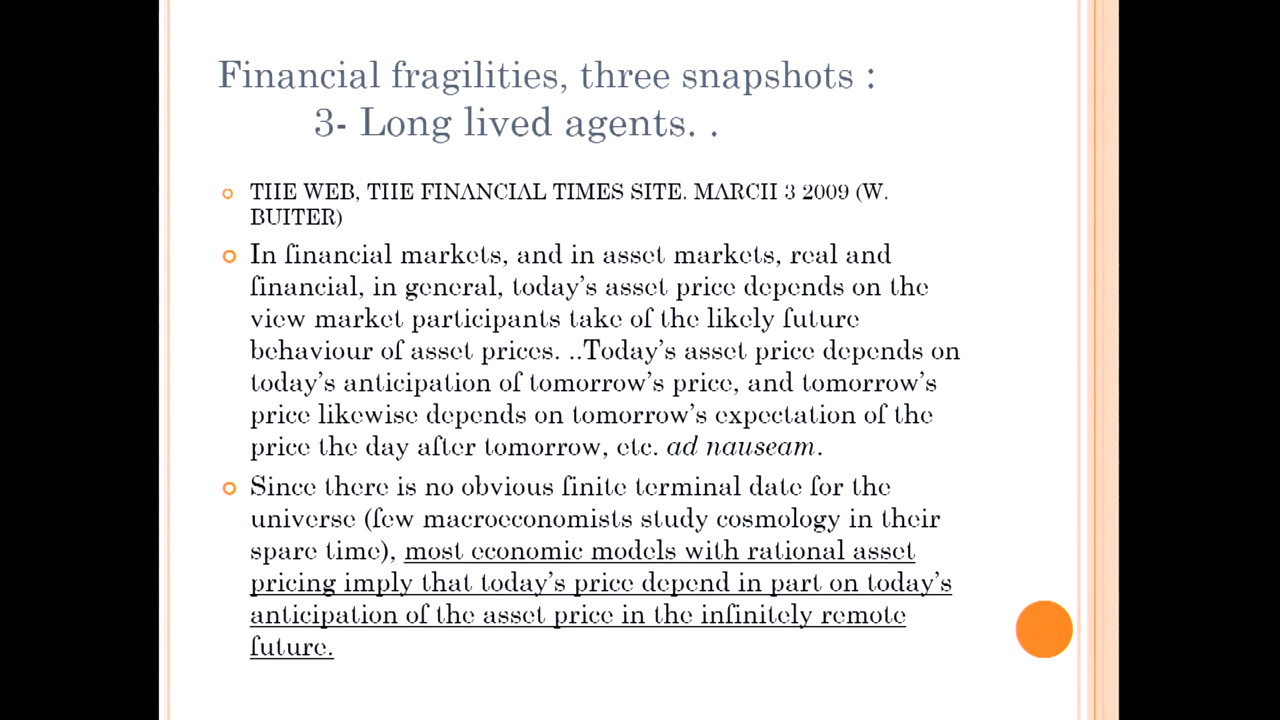 Financial fragilities, three snapshots :
3- Long lived agents. .
THE WEB, THE FINANCIAL TIMES SITE. MARCH 3 2009 (W.
BUITER)
In financial markets, and in asset markets, real and
financial, in general, today's asset price depends on the
view market participants take of the likely future
behaviour of asset prices. ..Today's asset price depends on
today's anticipation of tomorrow's price, and tomorrow's
price likewise depends on tomorrow's expectation of the
price the day after tomorrow, etc. ad nauseam.
Since there is no obvious finite terminal date for the
universe (few macroeconomists study cosmology in their
spare time), most economic models with rational asset
pricing imply that today's price depend in part on today's
anticipation of the asset price in the infinitely remote
future.